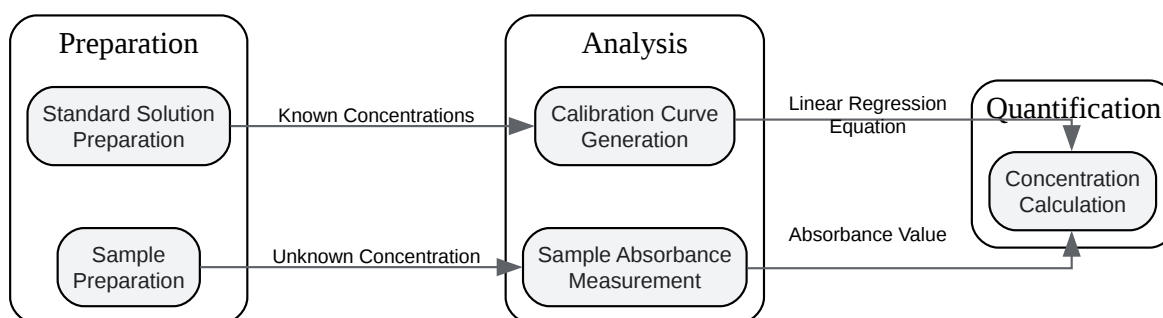 Preparation
Standard Solution
Preparation
Sample
Preparation
Known Concentrations
Unknown Concentration
Analysis
Calibration Curve
Generation
Sample Absorbance
Measurement
Linear Regression
Equation
Absorbance Value
Quantification
Concentration
Calculation